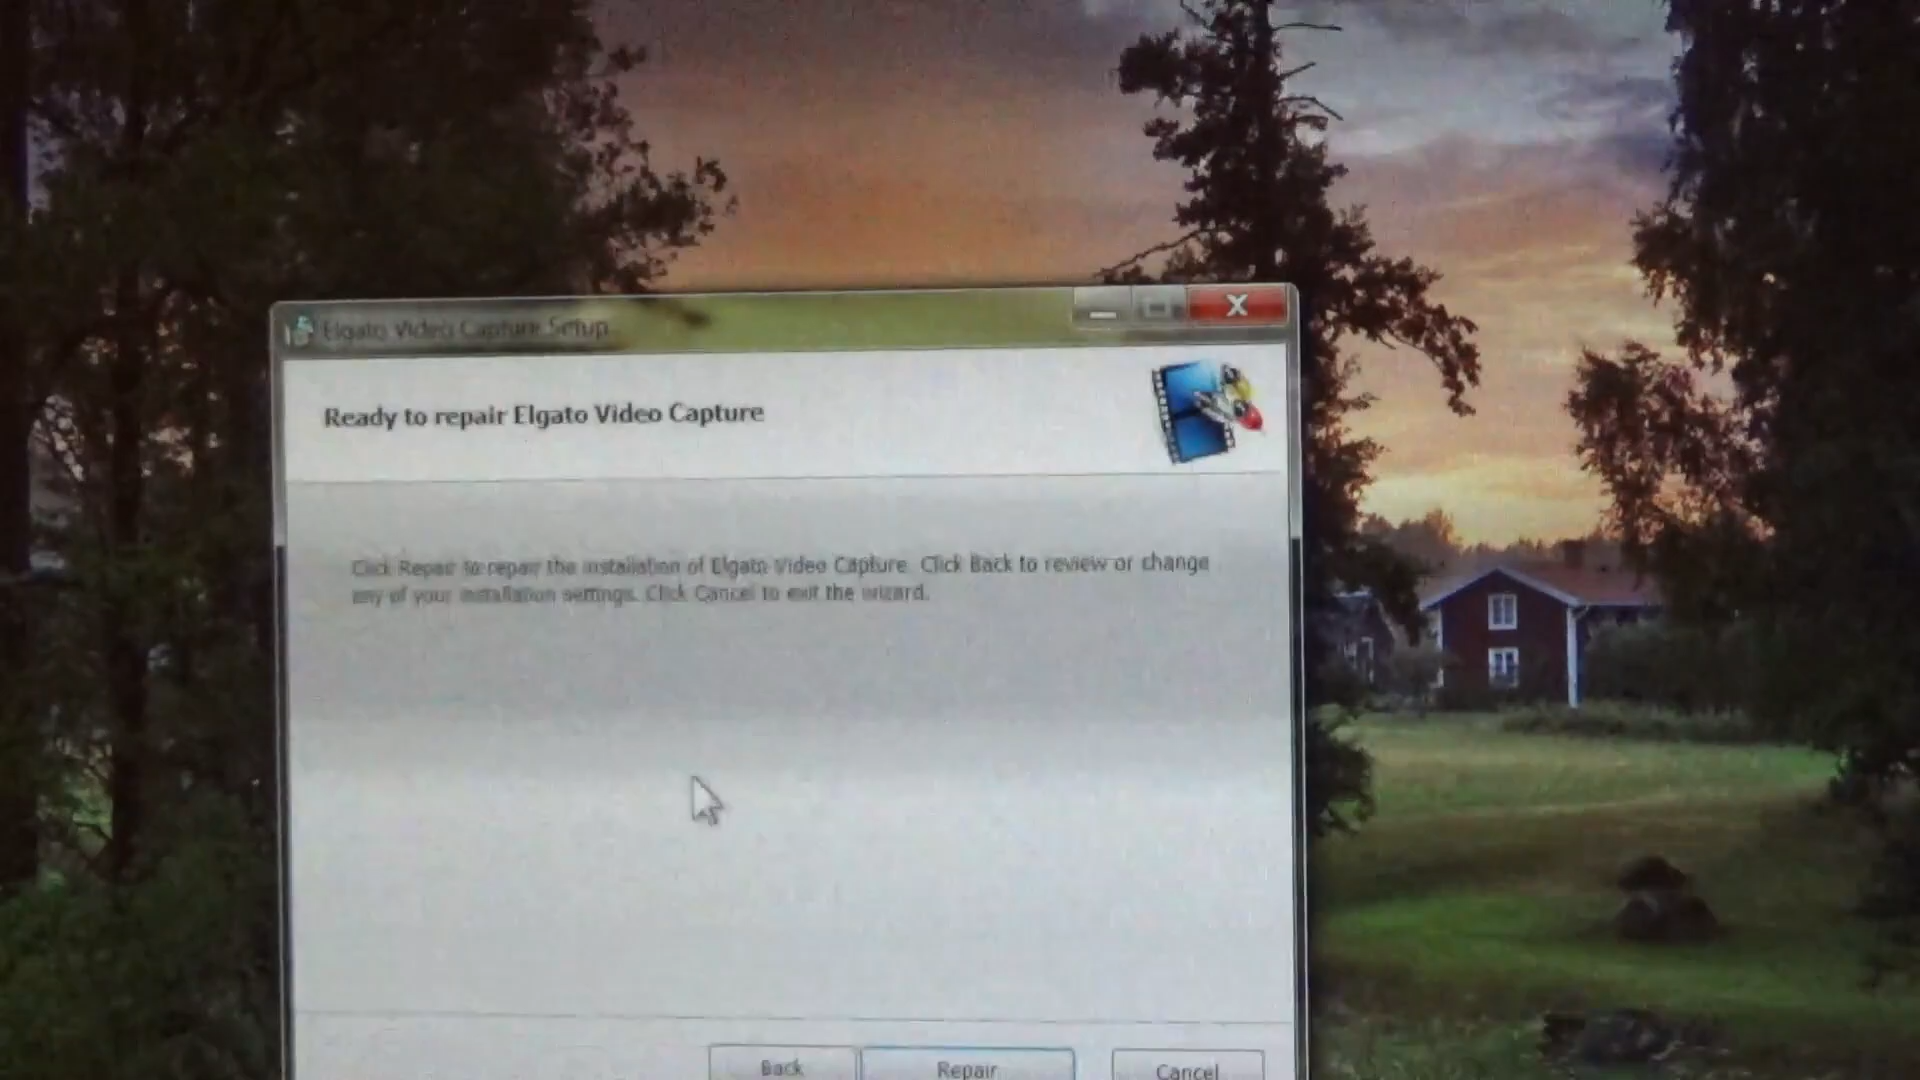 Elgato Video Capture Setup
Ready to repair Elgato Video Capture
Click Repair to repair the installation of Elgato Video Capture. Click Back to review or change
any of your installation settings. Click Cancel to exit the wizard.
Back
Repair
Cancel